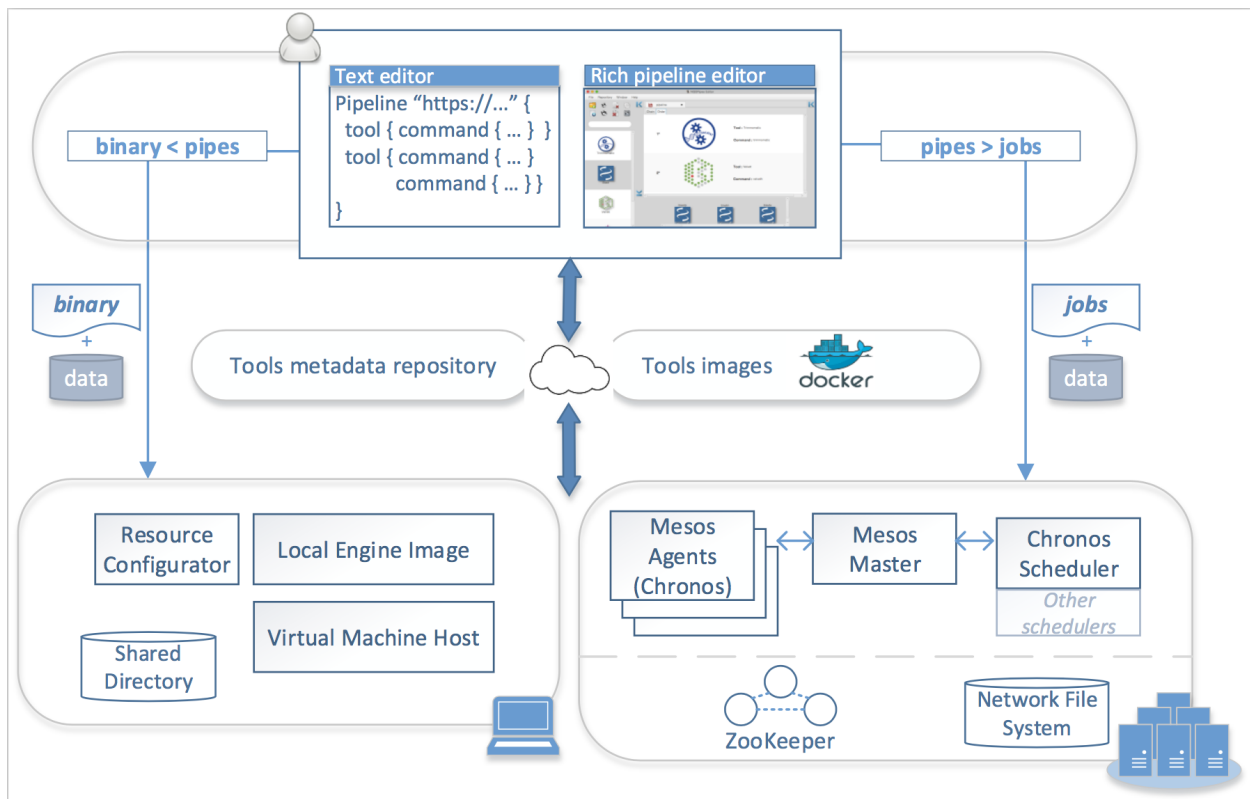 Text editor
Pipeline “https://...” {
tool { command { ... } }
tool { command { ... }
command { ... } }
}
Rich pipeline editor
binary < pipes
pipes > jobs
binary
+
data
jobs
+
data
Tools metadata repository
Tools images
docker
Resource
Configurator
Local Engine Image
Virtual Machine Host
Shared
Directory
Mesos
Agents
(Chronos)
Mesos
Master
Chronos
Scheduler
Other
schedulers
ZooKeeper
Network File
System